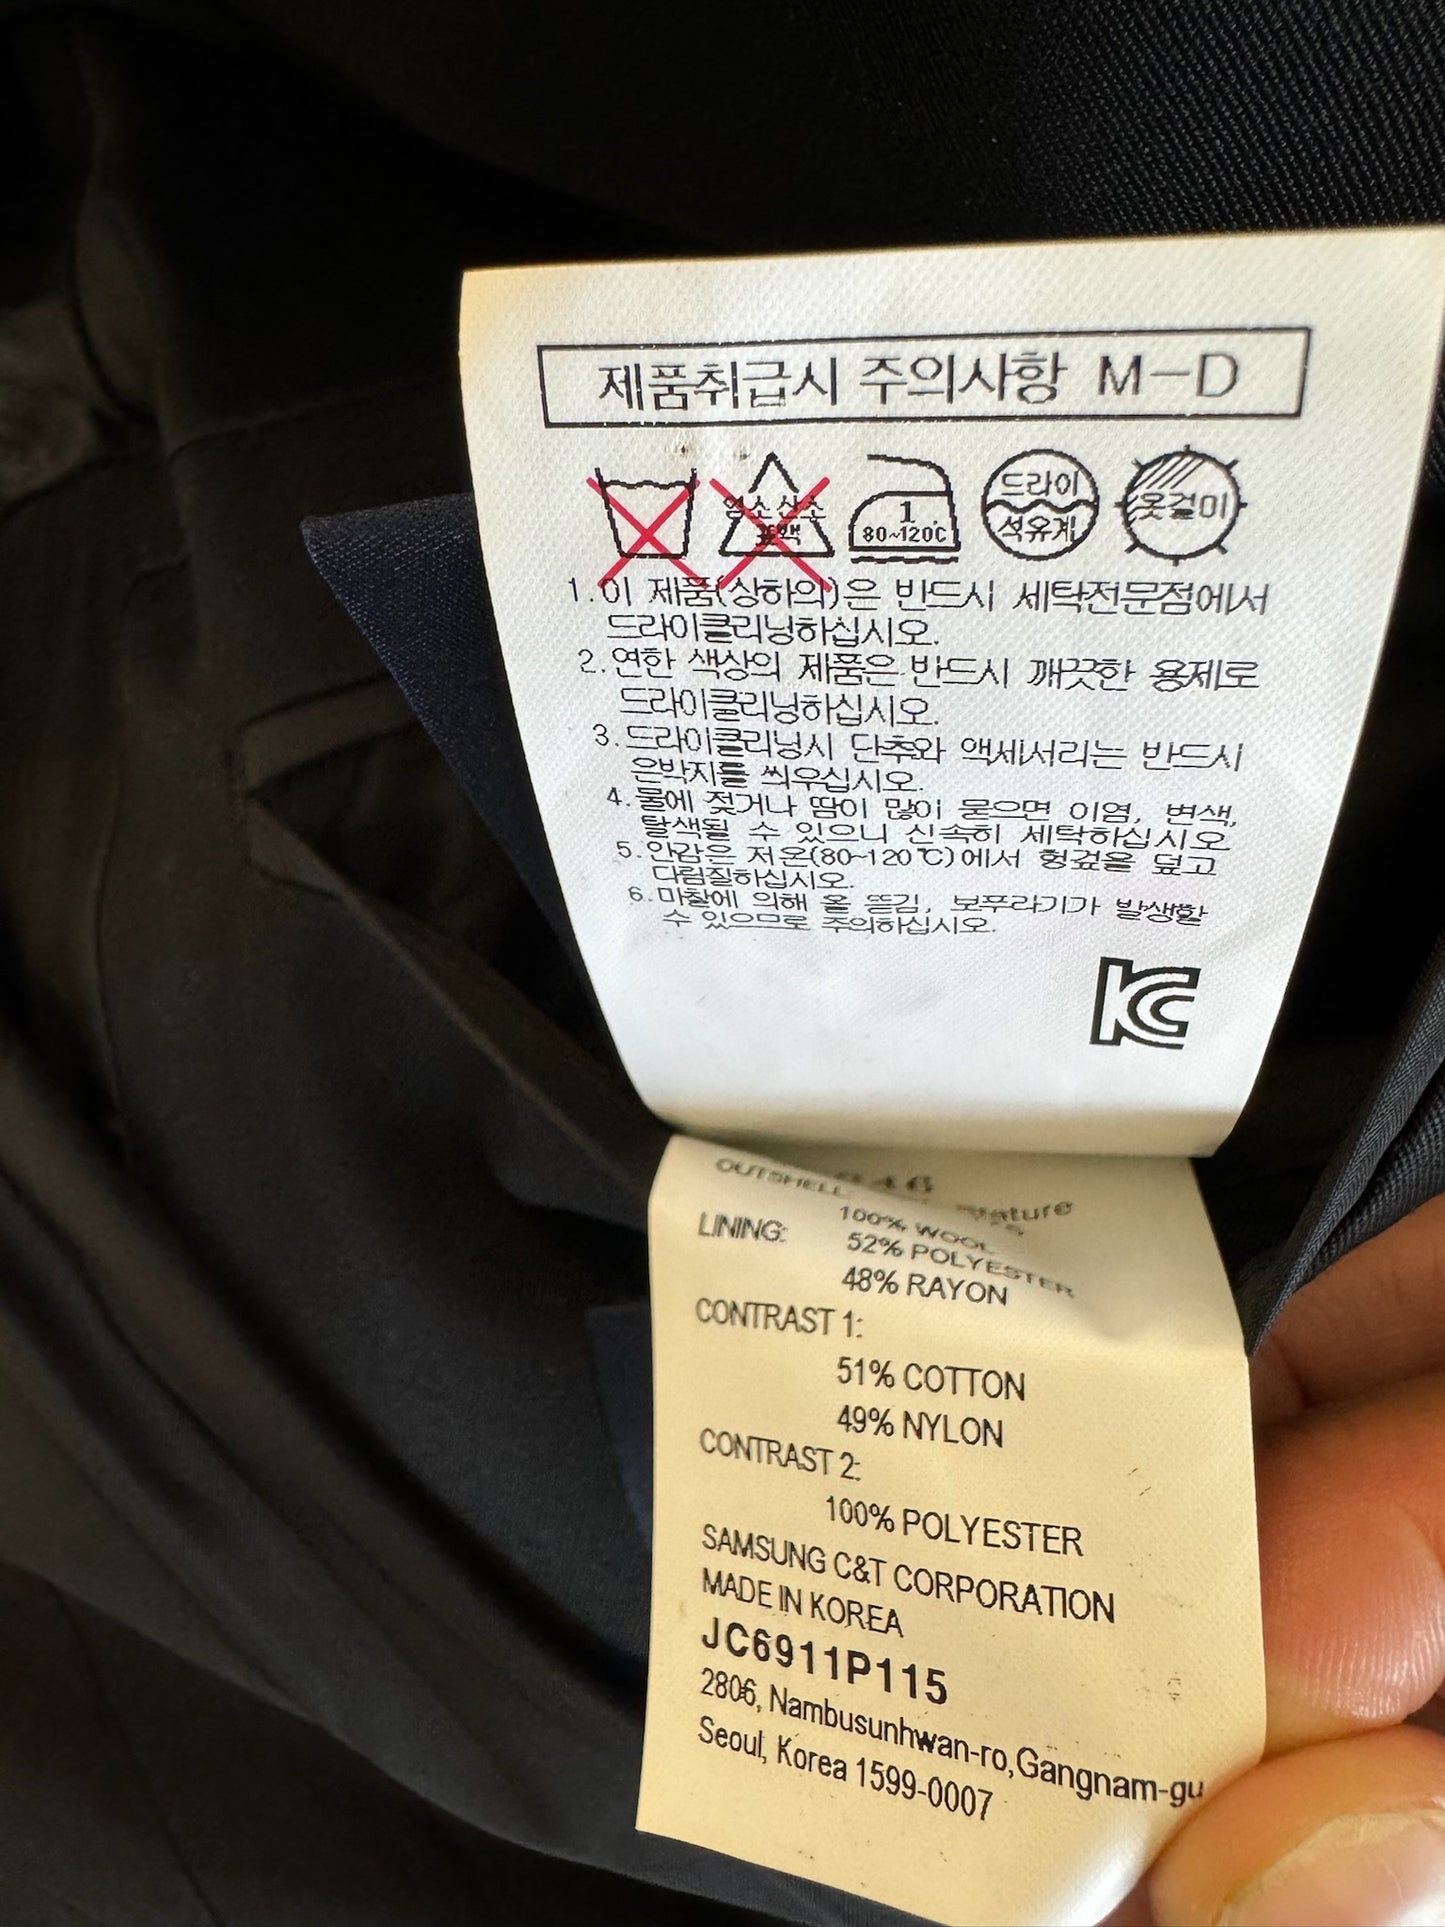 제품취급시 주의사항 M-D
염소산소
표백
1
80~120℃
드라이
석유계
옷걸이
1.이 제품(상하의)은 반드시 세탁전문점에서
드라이클리닝하십시오.
2.연한 색상의 제품은 반드시 깨끗한 용제로
드라이클리닝하십시오.
3.드라이클리닝시 단추와 액세서리는 반드시
은박지를 씌우십시오.
4.물에 젖거나 땀이 많이 묻으면 이염, 변색,
탈색될 수 있으니 신속히 세탁하십시오
5.안감은 저온(80~120℃)에서 헝겊을 덮고
다림질하십시오.
6.마찰에 의해 올 뜯김, 보푸라기가 발생할
수 있으므로 주의하십시오.
KC
OUTSHELL
100% WOOL
LINING:
52% POLYESTER
48% RAYON
CONTRAST 1:
51% COTTON
49% NYLON
CONTRAST 2:
100% POLYESTER
SAMSUNG C&T CORPORATION
MADE IN KOREA
JC6911P115
2806, Nambusunhwan-ro,Gangnam-gu
Seoul, Korea 1599-0007